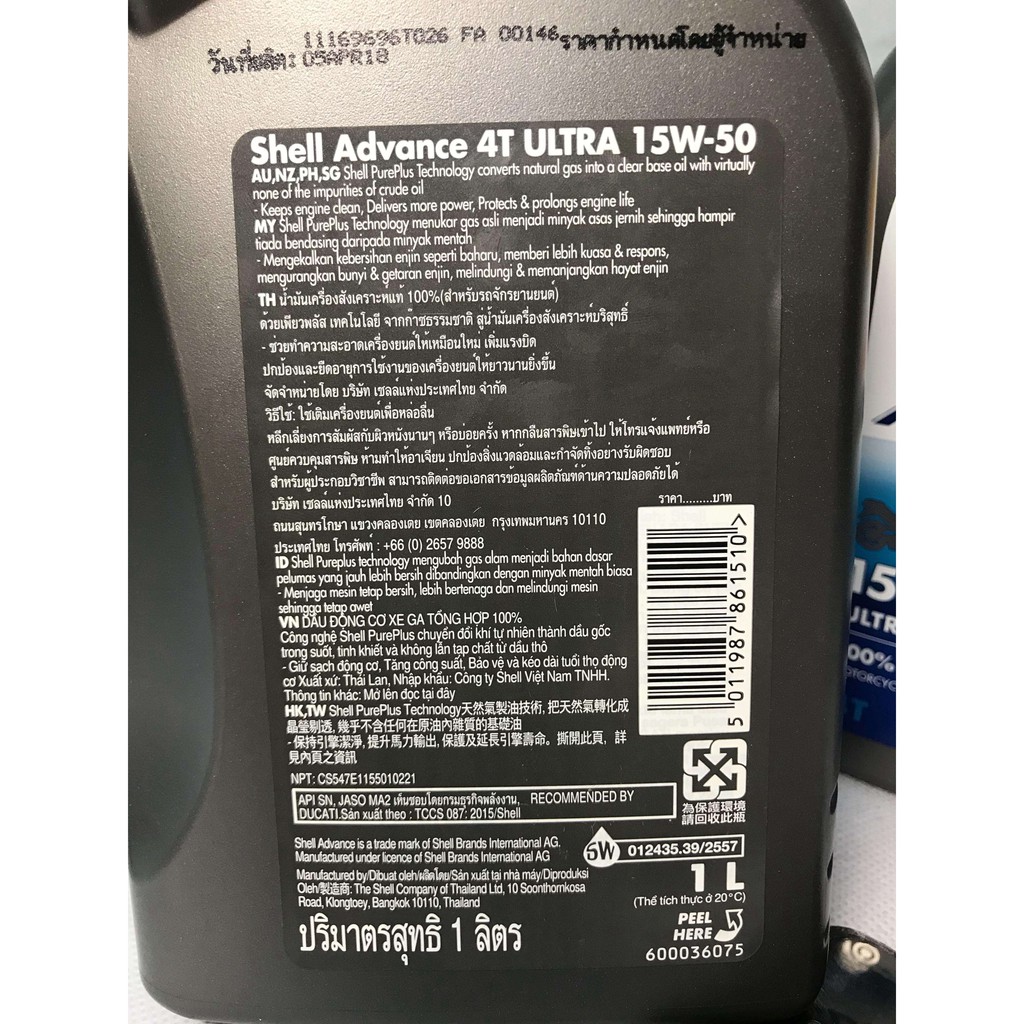 11169696T026 FA 00146 ราคากำหนดโดยผู้จำหน่าย
วันที่ผลิต: 05APR18
Shell Advance 4T ULTRA 15W-50
AU,NZ,PH,SG Shell PurePlus Technology converts natural gas into a clear base oil with virtually
none of the impurities of crude oil
- Keeps engine clean, Delivers more power, Protects & prolongs engine life
MY Shell PurePlus Technology menukar gas asli menjadi minyak asas jernih sehingga hampir
tiada bendasing daripada minyak mentah
- Mengekalkan kebersihan enjin seperti baharu, memberi lebih kuasa & respons,
mengurangkan bunyi & getaran enjin, melindungi & memanjangkan hayat enjin
TH น้ำมันเครื่องสังเคราะห์แท้ 100%(สำหรับรถจักรยานยนต์)
ด้วยเพียวพลัส เทคโนโลยี จากก๊าซธรรมชาติ สู่น้ำมันเครื่องสังเคราะห์บริสุทธิ์
- ช่วยทำความสะอาดเครื่องยนต์ให้เหมือนใหม่ เพิ่มแรงบิด
ปกป้องและยืดอายุการใช้งานของเครื่องยนต์ให้ยาวนานยิ่งขึ้น
จัดจำหน่ายโดย บริษัท เชลล์แห่งประเทศไทย จำกัด
วิธีใช้: ใช้เติมเครื่องยนต์เพื่อหล่อลื่น
หลีกเลี่ยงการสัมผัสกับผิวหนังนานๆ หรือบ่อยครั้ง หากกลืนสารพิษเข้าไป ให้โทรแจ้งแพทย์หรือ
ศูนย์ควบคุมสารพิษ ห้ามทำให้อาเจียน ปกป้องสิ่งแวดล้อมและกำจัดทิ้งอย่างรับผิดชอบ
สำหรับผู้ประกอบวิชาชีพ สามารถติดต่อขอเอกสารข้อมูลผลิตภัณฑ์ด้านความปลอดภัยได้
บริษัท เชลล์แห่งประเทศไทย จำกัด 10
ถนนสุนทรโกษา แขวงคลองเตย เขตคลองเตย กรุงเทพมหานคร 10110
ประเทศไทย โทรศัพท์ : +66 (0) 2657 9888
ราคา.........บาท
5 011987 861510 >
ID Shell Pureplus technology mengubah gas alam menjadi bahan dasar
pelumas yang jauh lebih bersih dibandingkan dengan minyak mentah biasa
- Menjaga mesin tetap bersih, lebih bertenaga dan melindungi mesin
sehingga tetap awet
VN DẦU ĐỘNG CƠ XE GA TỔNG HỢP 100%
Công nghệ Shell PurePlus chuyển đổi khí tự nhiên thành dầu gốc
trong suốt, tinh khiết và không lẫn tạp chất từ dầu thô
- Giữ sạch động cơ, Tăng công suất, Bảo vệ và kéo dài tuổi thọ động
cơ Xuất xứ: Thái Lan, Nhập khẩu: Công ty Shell Việt Nam TNHH.
Thông tin khác: Mở lên đọc tại đây
HK,TW Shell PurePlus Technology天然氣製油技術, 把天然氣轉化成
晶瑩剔透, 幾乎不含任何在原油內雜質的基礎油
- 保持引擎潔淨, 提升馬力輸出, 保護及延長引擎壽命。撕開此頁, 詳
見內頁之資訊
NPT: CS547E1155010221
為保護環境
請回收此瓶
API SN, JASO MA2 เห็นชอบโดยกรมธุรกิจพลังงาน, RECOMMENDED BY
DUCATI.Sản xuất theo : TCCS 087: 2015/Shell
Shell Advance is a trade mark of Shell Brands International AG.
Manufactured under licence of Shell Brands International AG
5W 012435.39/2557
Manufactured by/Dibuat oleh/ผลิตโดย/Sản xuất tại nhà máy/Diproduksi
Oleh/製造商: The Shell Company of Thailand Ltd, 10 Soonthornkosa
Road, Klongtoey, Bangkok 10110, Thailand
1 L
(Thể tích thực ở 20°C)
ปริมาตรสุทธิ 1 ลิตร
PEEL
HERE
600036075
15
ULTR
00%
MOTORCYC
T